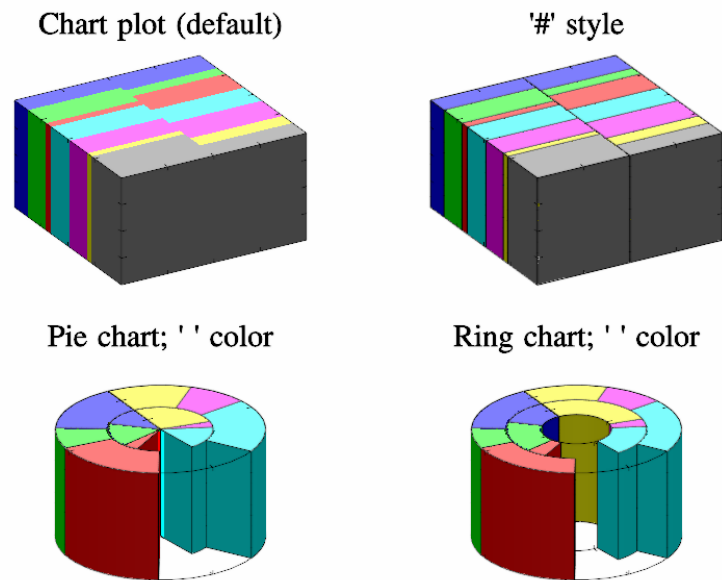 Chart plot (default)
'#' style
Pie chart; ' ' color
Ring chart; ' ' color